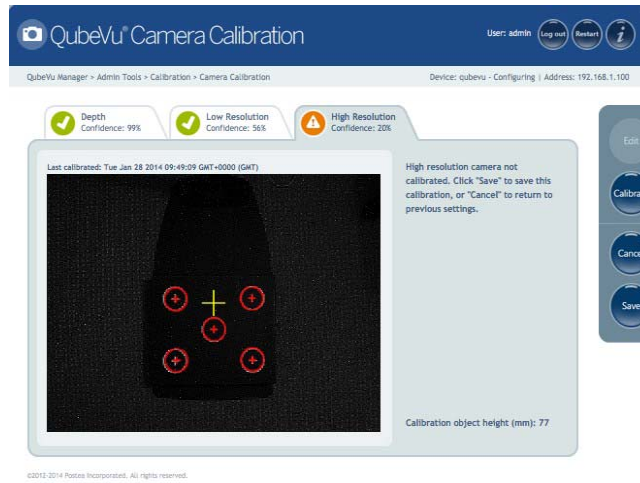 QubeVu® Camera Calibration
User: admin
Log out
Restart
i
QubeVu Manager > Admin Tools > Calibration > Camera Calibration
Device: qubevu - Configuring | Address: 192.168.1.100
Depth
Confidence: 99%
Low Resolution
Confidence: 56%
High Resolution
Confidence: 20%
Edit
Last calibrated: Tue Jan 28 2014 09:49:09 GMT+0000 (GMT)
High resolution camera not
calibrated. Click "Save" to save this
calibration, or "Cancel" to return to
previous settings.
Calibra
Cance
Save
Calibration object height (mm): 77
©2012-2014 Postea Incorporated. All rights reserved.